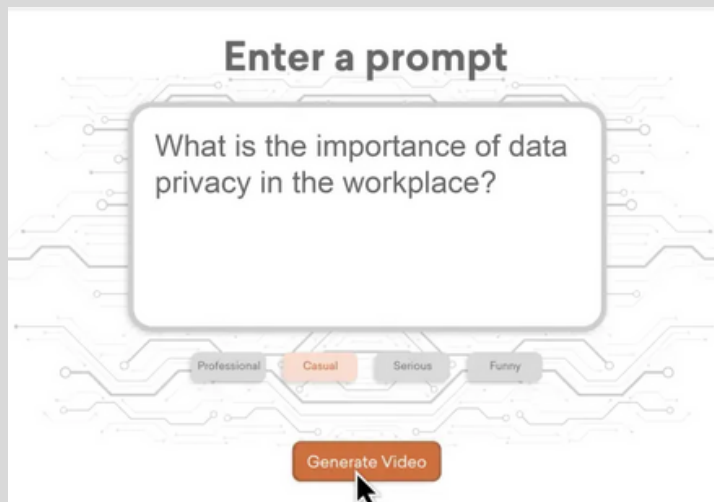 Enter a prompt
What is the importance of data
privacy in the workplace?
Professional Casual Serious Funny
Generate Video